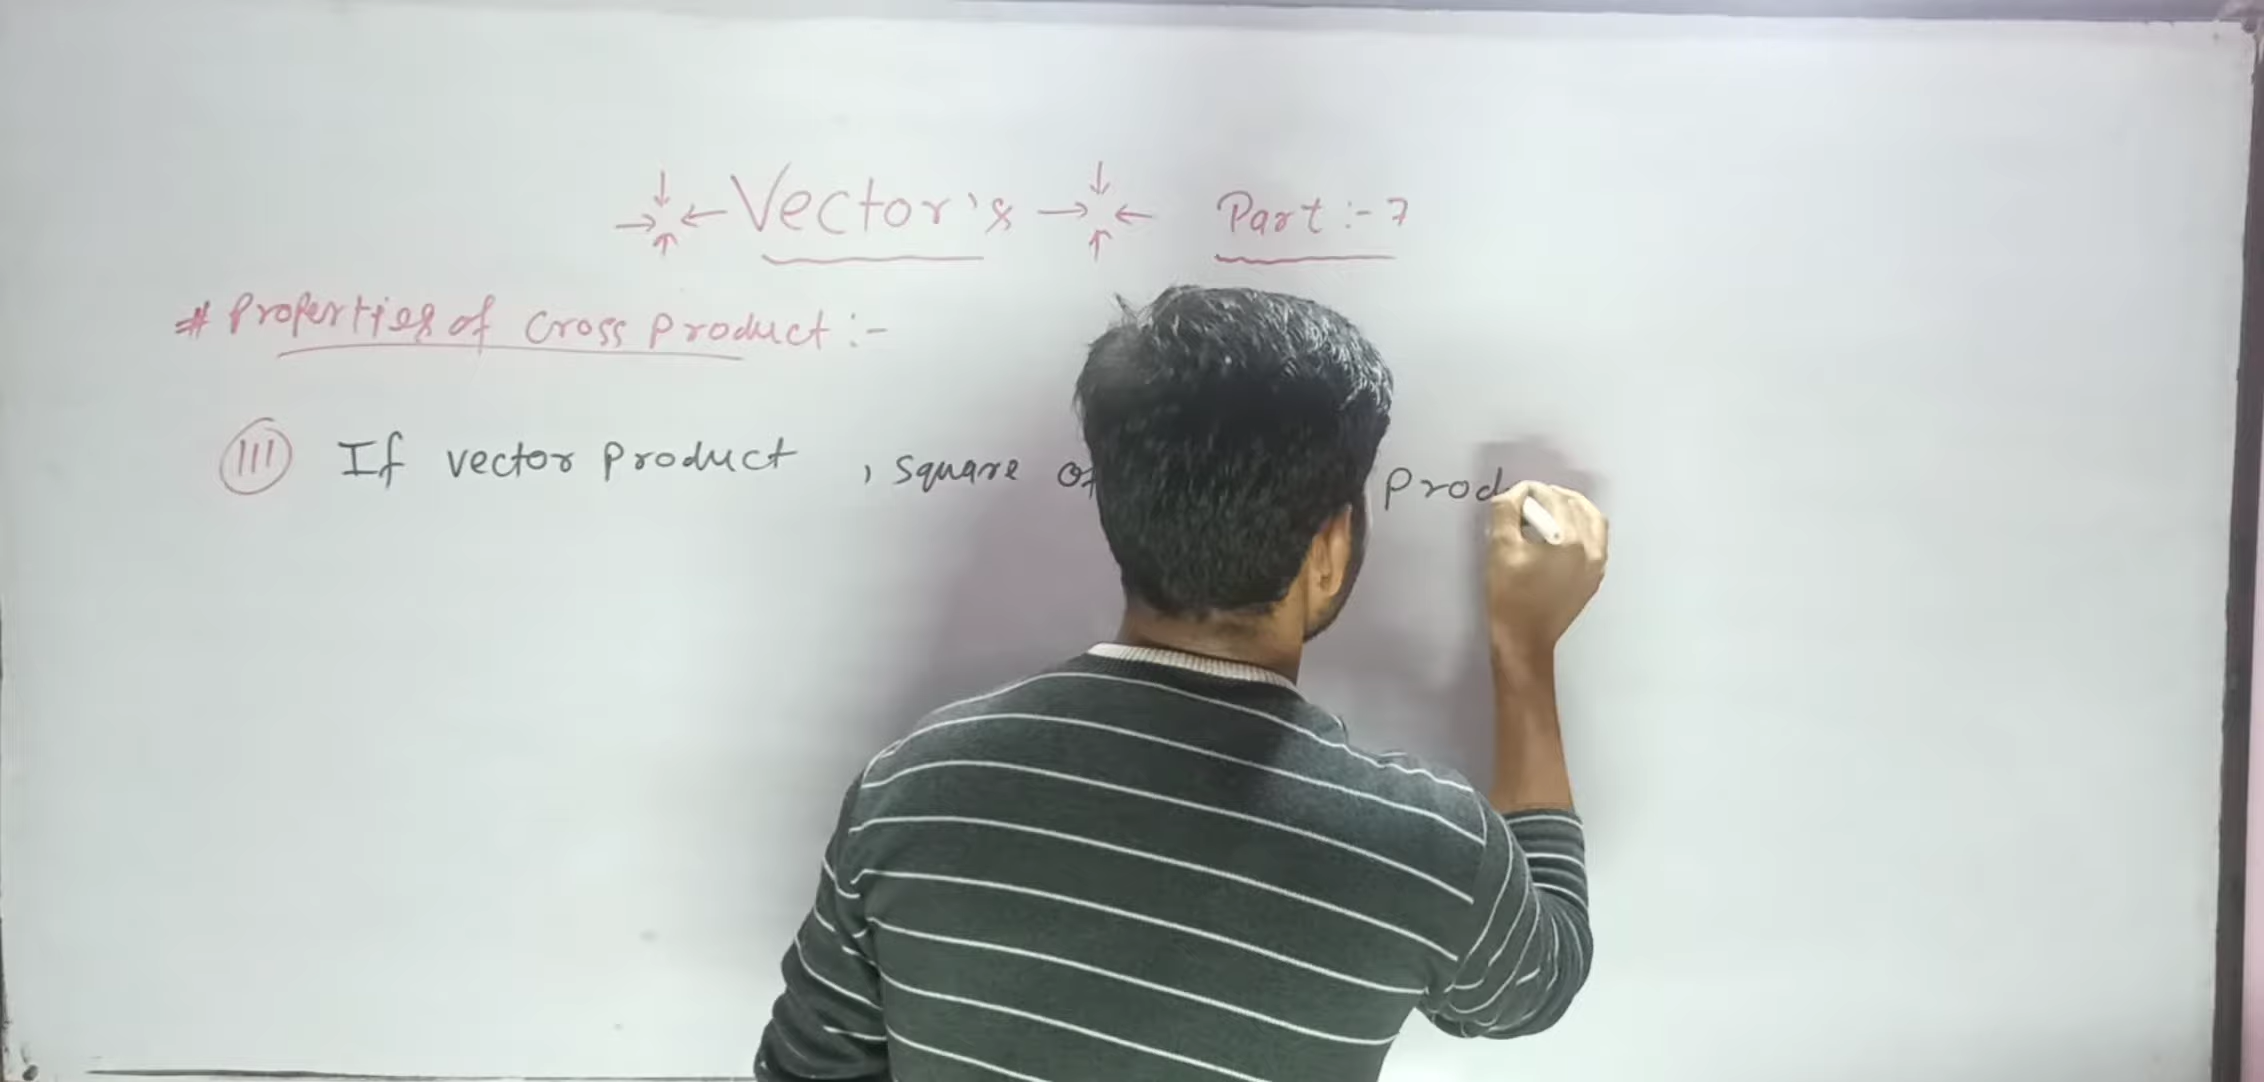 →↓↑← Vector's →↓↑← Part :- 7
# Properties of cross product :-
(III) If vector product , square of prod